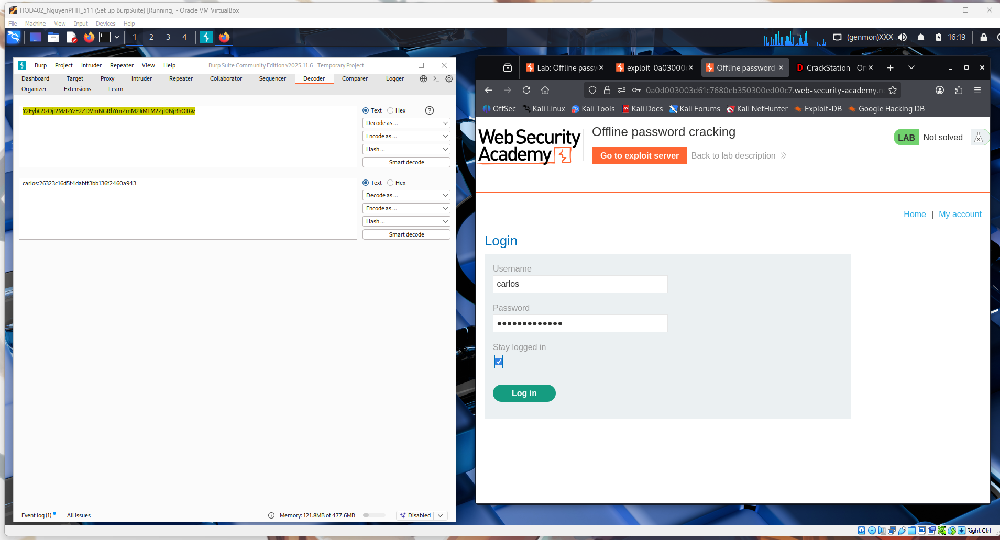 HOD402_NguyenPHH_511 (Set up BurpSuite) [Running] - Oracle VM VirtualBox
File Machine View Input Devices Help
1 2 3 4 (genmon)XXX 16:19
Burp Project Intruder Repeater View Help Burp Suite Community Edition v2025.11.6 - Temporary Project
Dashboard Target Proxy Intruder Repeater Collaborator Sequencer Decoder Comparer Logger
Organizer Extensions Learn
Y2FybG9zOjI2MzIzYzE2ZDVmNGRhYmZmM2JiMTM2ZjI0NjBhOTQz
Text Hex
Decode as ...
Encode as ...
Hash ...
Smart decode
carlos:26323c16d5f4dabff3bb136f2460a943
Text Hex
Decode as ...
Encode as ...
Hash ...
Smart decode
Event log (1) All issues Memory: 121.8MB of 477.6MB Disabled
Lab: Offline passw exploit-0a03000 Offline password CrackStation - On
0a0d003003d61c7680eb350300ed00c7.web-security-academy.n
OffSec Kali Linux Kali Tools Kali Docs Kali Forums Kali NetHunter Exploit-DB Google Hacking DB
Web Security
Academy
Offline password cracking
Go to exploit server Back to lab description
LAB Not solved
Home | My account
Login
Username
carlos
Password
•••••••••••••
Stay logged in
Log in
Right Ctrl